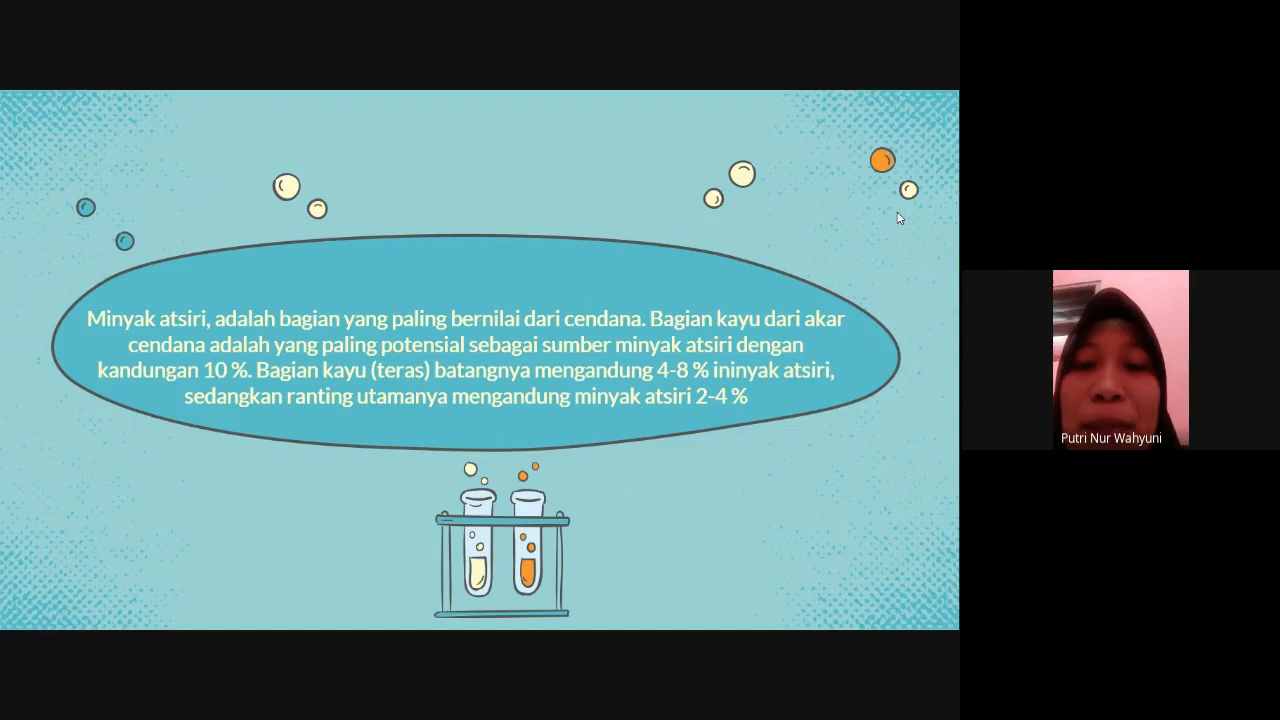 Minyak atsiri, adalah bagian yang paling bernilai dari cendana. Bagian kayu dari akar
cendana adalah yang paling potensial sebagai sumber minyak atsiri dengan
kandungan 10 %. Bagian kayu (teras) batangnya mengandung 4-8 % ininyak atsiri,
sedangkan ranting utamanya mengandung minyak atsiri 2-4 %
Putri Nur Wahyuni